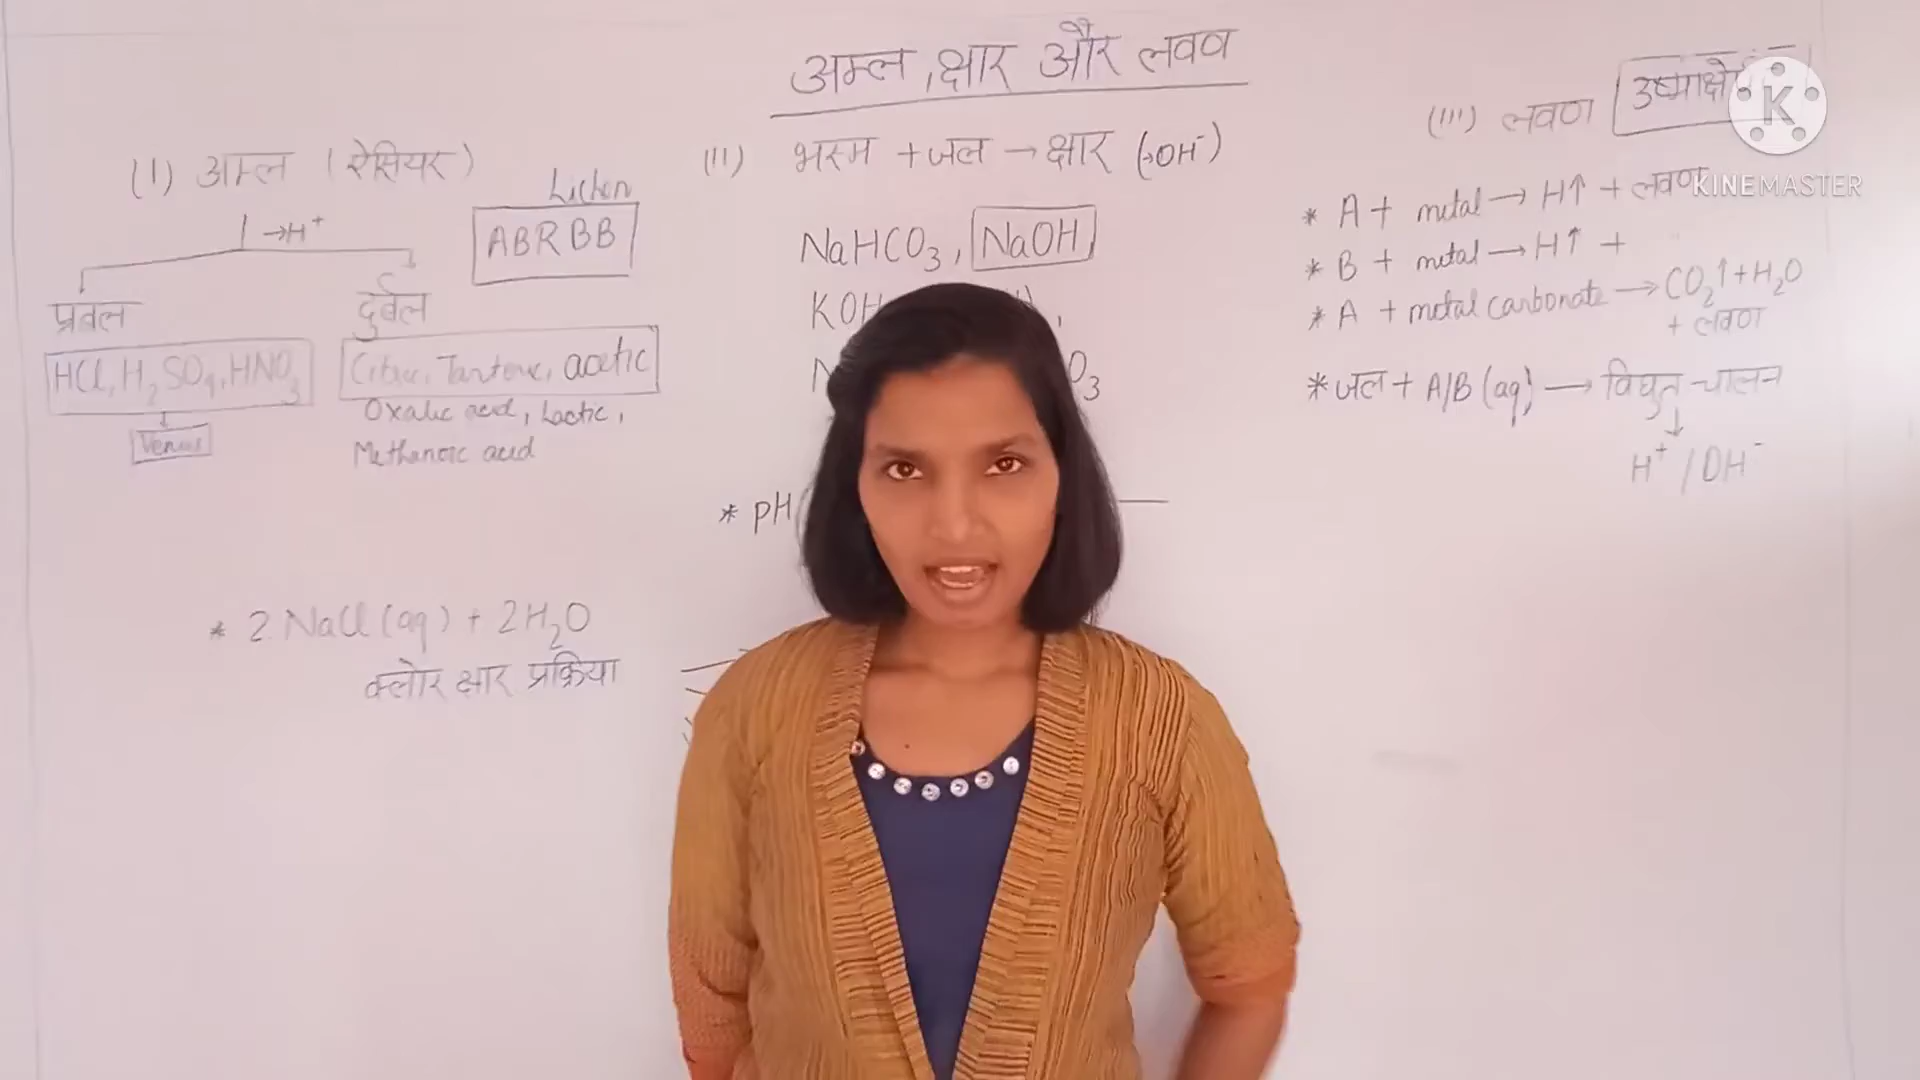 अम्ल, क्षार और लवण
(I) अम्ल (ऐसियर)
→H⁺
Lichen
ABRBB
प्रबल
दुर्बल
HCl, H₂SO₄, HNO₃
Citric, Tartaric, acetic
Oxalic acid, Lactic,
Methanoic acid
Venus
* 2 NaCl(aq) + 2H₂O
क्लोर क्षार प्रक्रिया
(II) भस्म + जल → क्षार (→OH⁻)
NaHCO₃, NaOH
KOH
O₃
* pH
(III) लवण
* A + metal → H↑ + लवण
* B + metal → H↑ +
* A + metal carbonate → CO₂↑ + H₂O
+ लवण
* जल + A/B (aq) → विद्युत चालन
↓
H⁺ / OH⁻
KINEMASTER